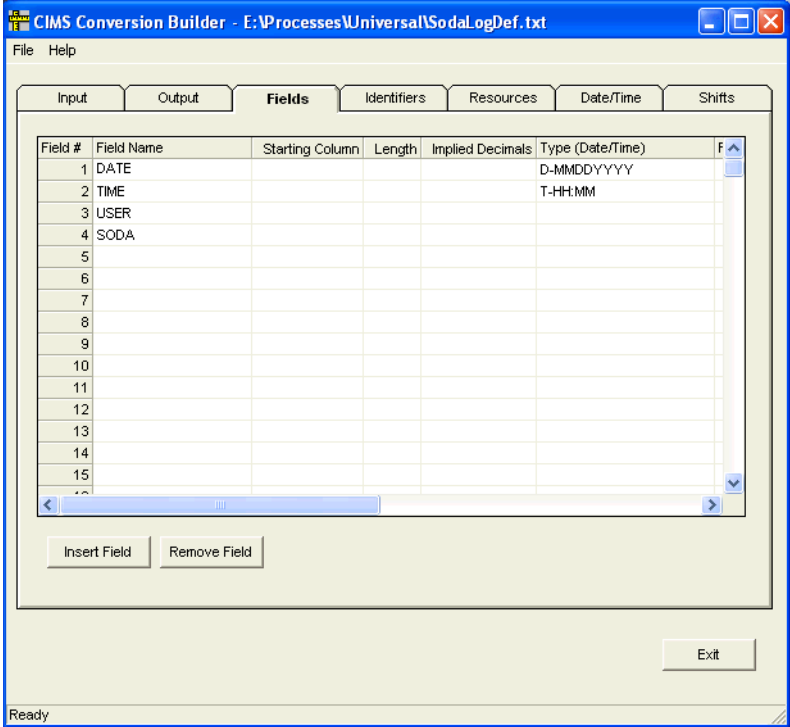 CIMS Conversion Builder - E:\Processes\Universal\SodaLogDef.txt
File Help
Input Output Fields Identifiers Resources Date/Time Shifts
Field # Field Name Starting Column Length Implied Decimals Type (Date/Time)
1 DATE D-MMDDYYYY
2 TIME T-HH:MM
3 USER
4 SODA
5
6
7
8
9
10
11
12
13
14
15
Insert Field Remove Field
Exit
Ready